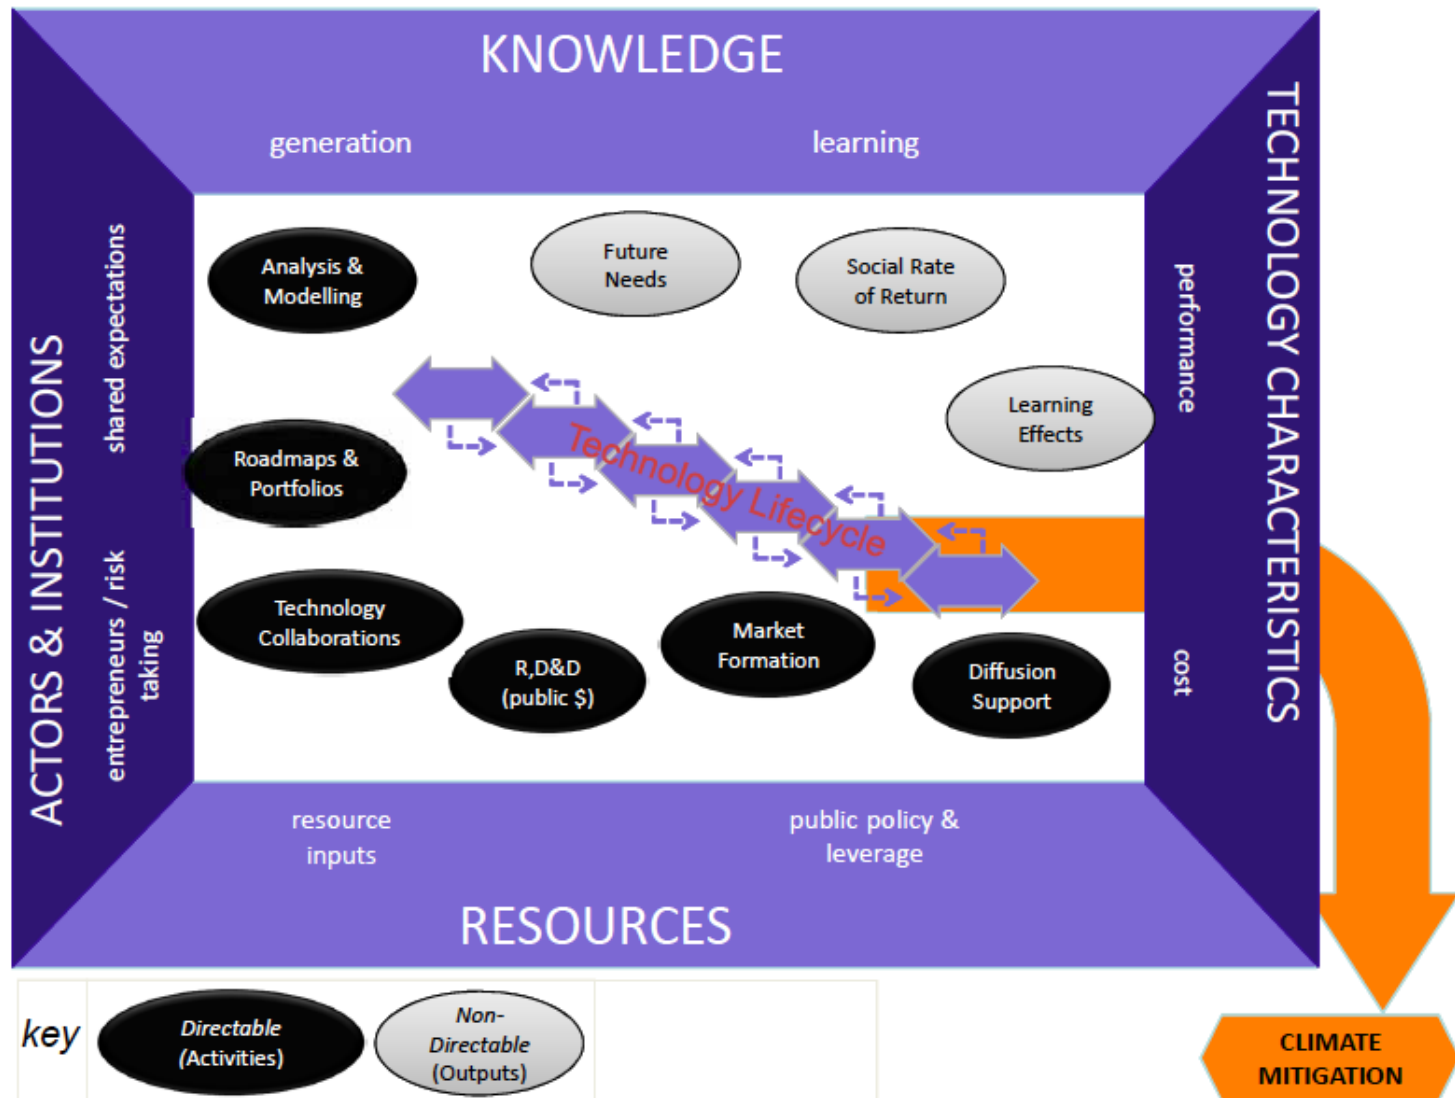 KNOWLEDGE
generation
learning
ACTORS & INSTITUTIONS
shared expectations
entrepreneurs / risk
taking
TECHNOLOGY CHARACTERISTICS
performance
cost
Analysis &
Modelling
Future
Needs
Social Rate
of Return
Learning
Effects
Roadmaps &
Portfolios
Technology Lifecycle
Technology
Collaborations
R,D&D
(public $)
Market
Formation
Diffusion
Support
resource
inputs
public policy &
leverage
RESOURCES
key
Directable
(Activities)
Non-
Directable
(Outputs)
CLIMATE
MITIGATION